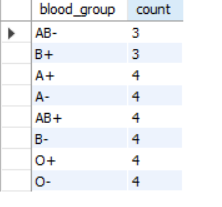 blood_group count
AB- 3
B+ 3
A+ 4
A- 4
AB+ 4
B- 4
O+ 4
O- 4